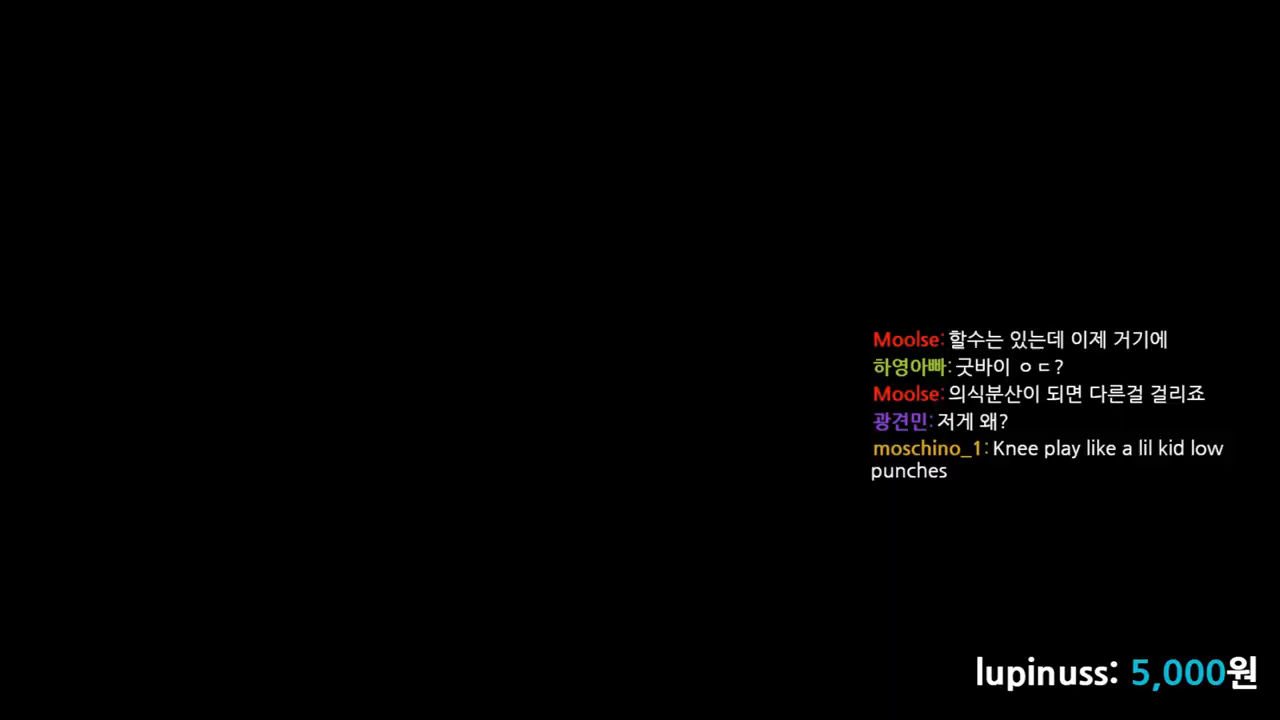 Moolse: 할수는 있는데 이제 거기에
하영아빠: 굿바이 ㅇㄷ?
Moolse: 의식분산이 되면 다른걸 걸리죠
광견민: 저게 왜?
moschino_1: Knee play like a lil kid low
punches
lupinuss: 5,000원